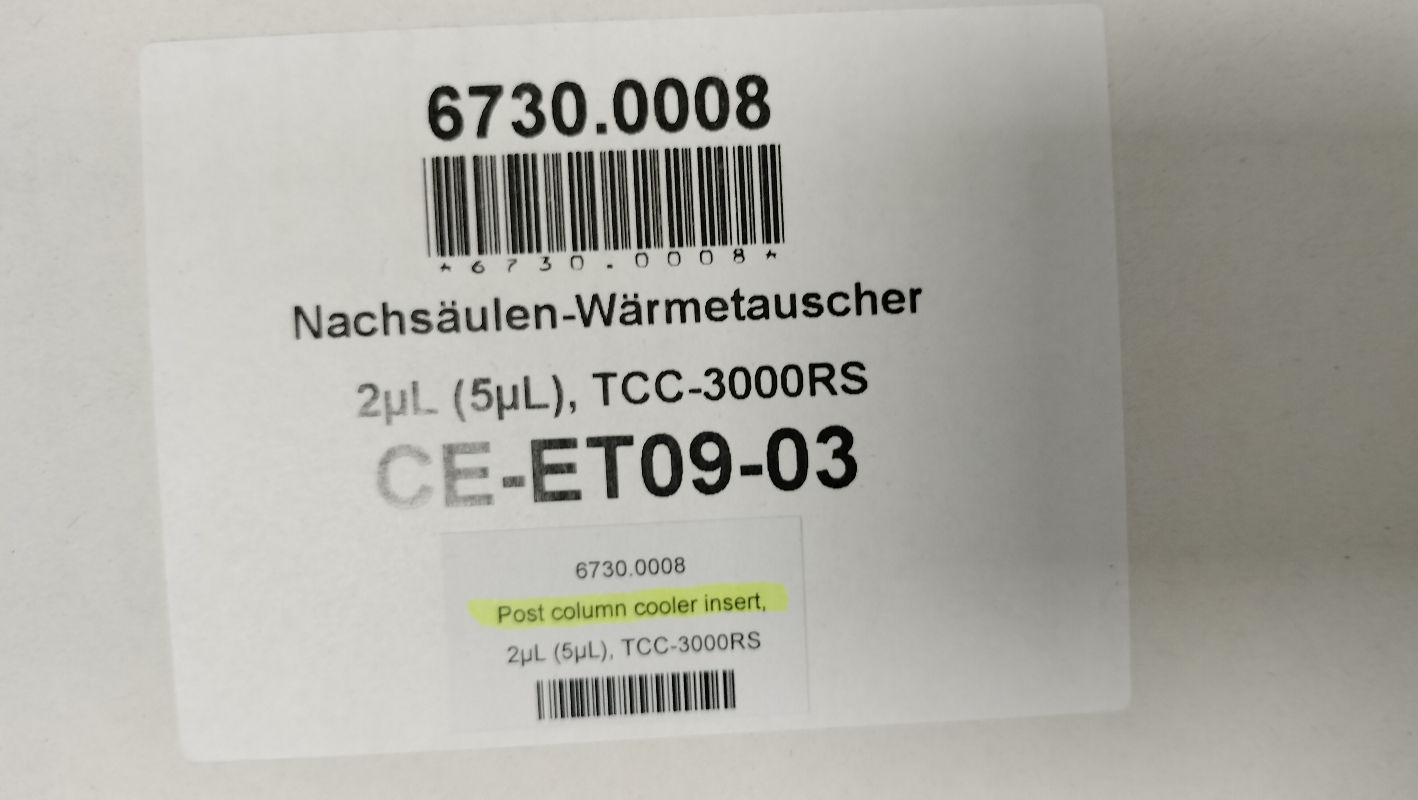 6730.0008
*6730.0008*
Nachsäulen-Wärmetauscher
2µL (5µL), TCC-3000RS
CE-ET09-03
6730.0008
Post column cooler insert,
2µL (5µL), TCC-3000RS